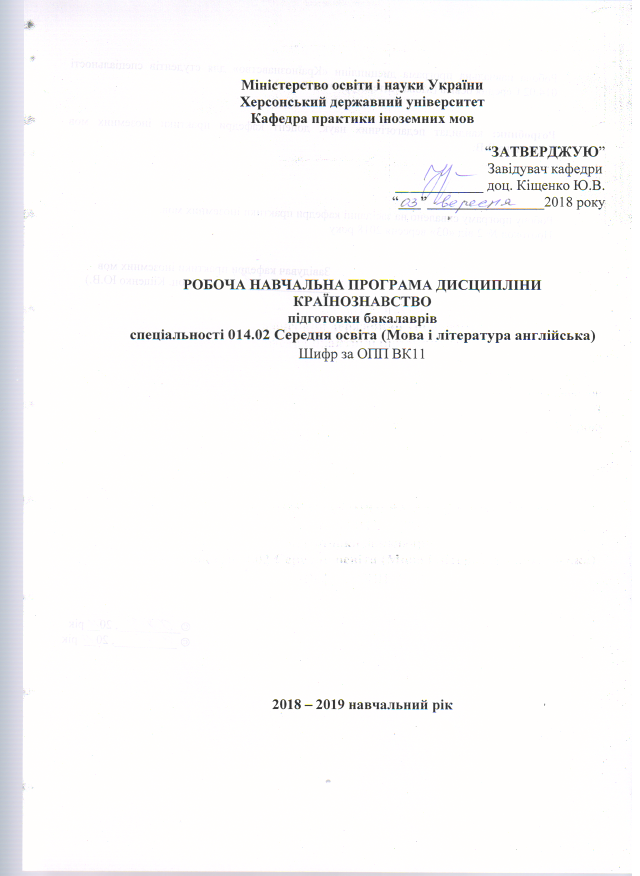 Міністерство освіти і науки України
Херсонський державний університет
Кафедра практики іноземних мов
“ЗАТВЕРДЖУЮ”
Завідувач кафедри
____________ доц. Кіщенко Ю.В.
“03” вересня 2018 року
РОБОЧА НАВЧАЛЬНА ПРОГРАМА ДИСЦИПЛІНИ
КРАЇНОЗНАВСТВО
підготовки бакалаврів
спеціальності 014.02 Середня освіта (Мова і література англійська)
Шифр за ОПП ВК11
2018 – 2019 навчальний рік